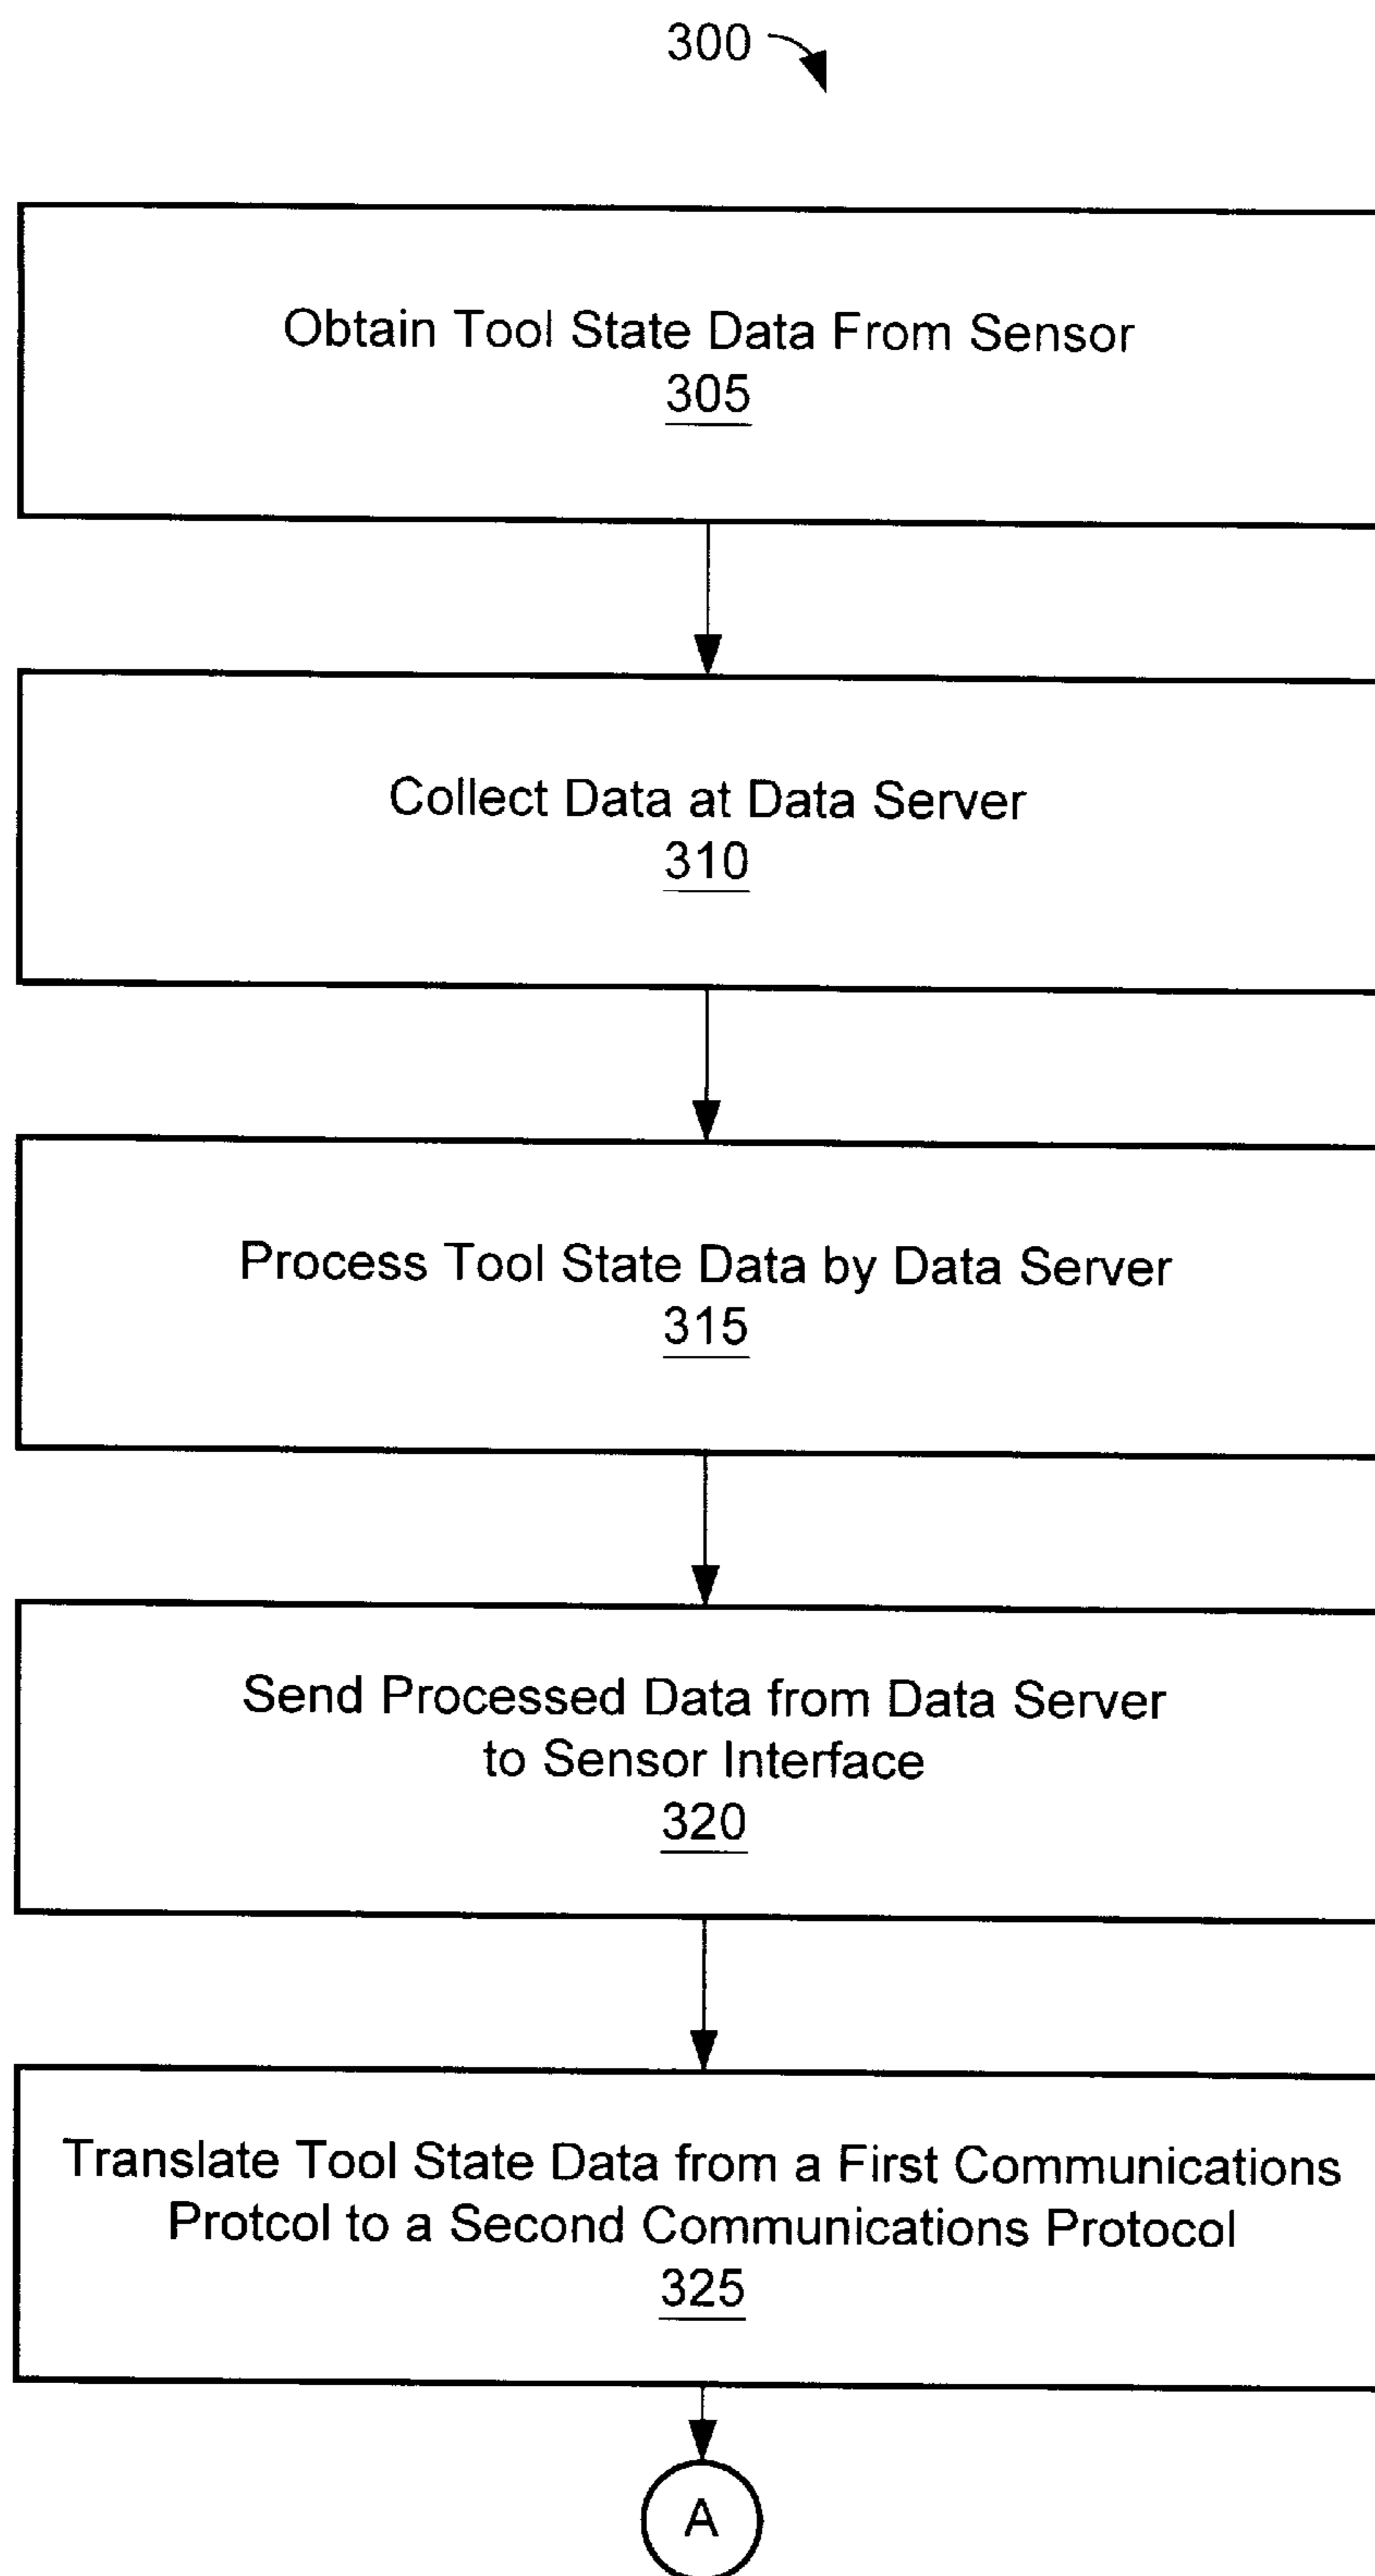 300
Obtain Tool State Data From Sensor
305
Collect Data at Data Server
310
Process Tool State Data by Data Server
315
Send Processed Data from Data Server
to Sensor Interface
320
Translate Tool State Data from a First Communications
Protcol to a Second Communications Protocol
325
A